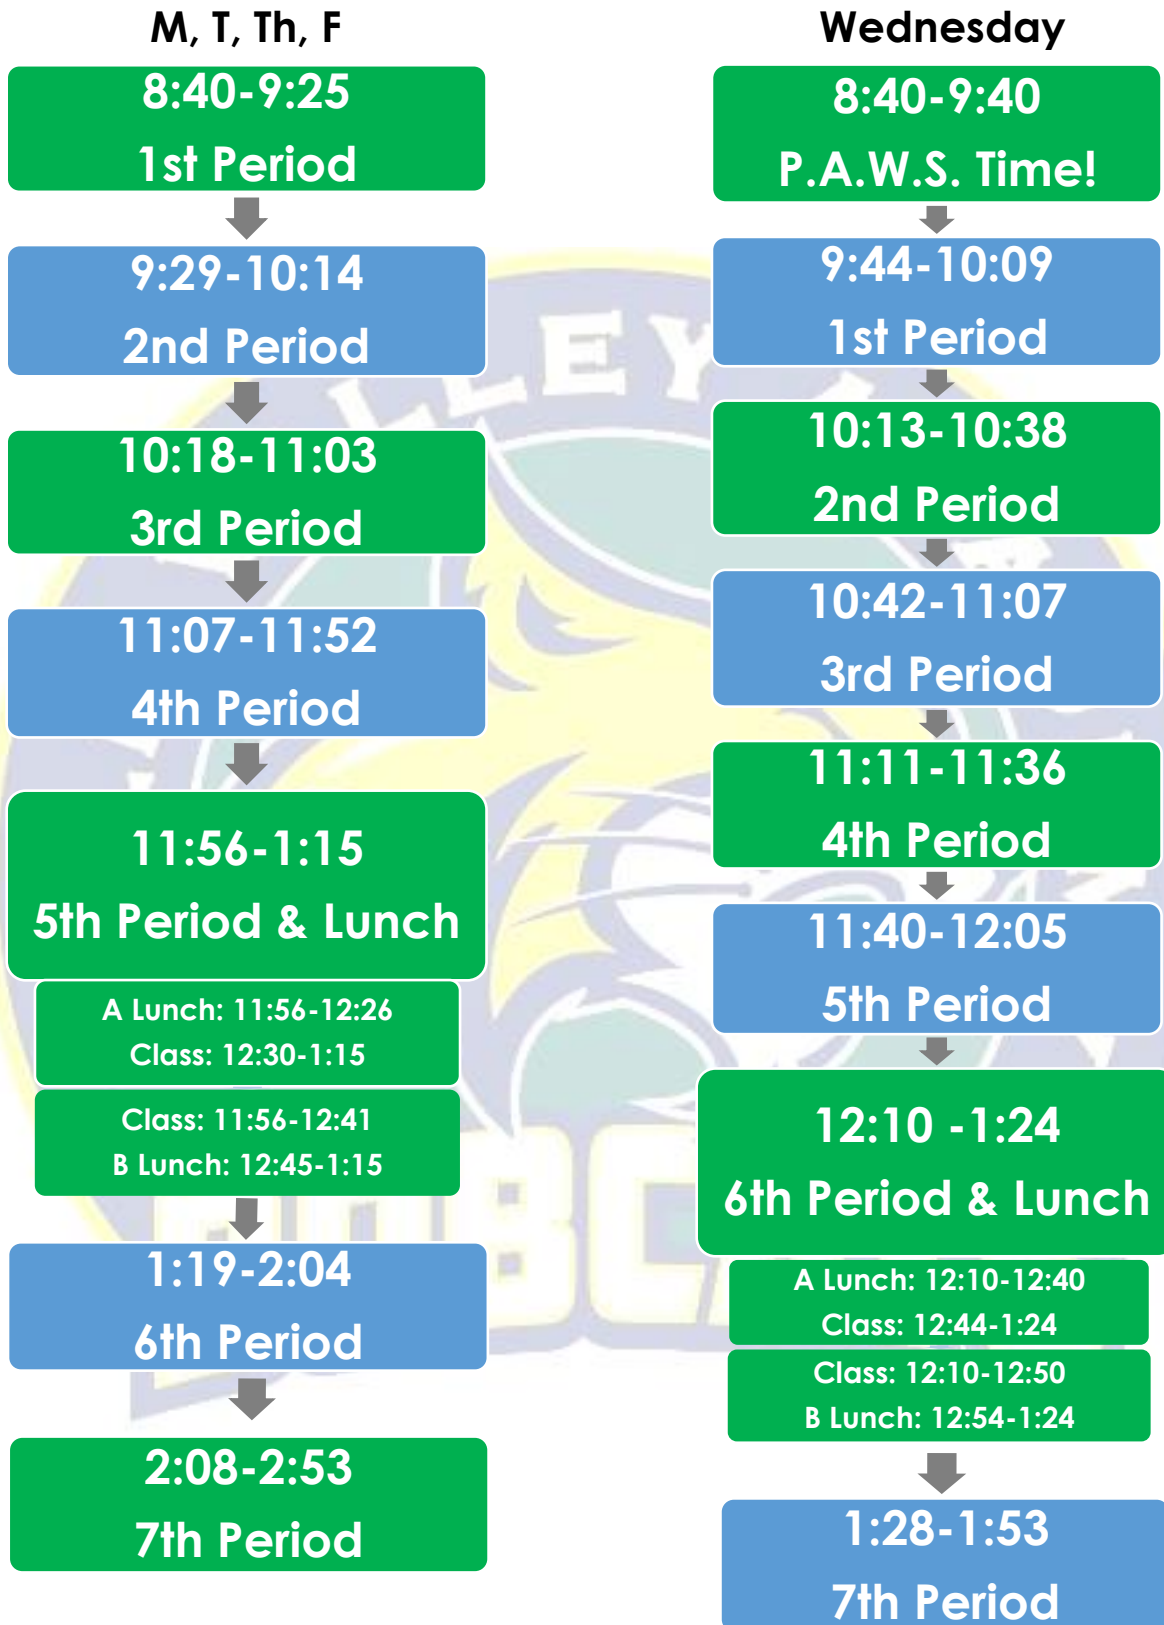 M, T, Th, F
8:40-9:25
1st Period
9:29-10:14
2nd Period
10:18-11:03
3rd Period
11:07-11:52
4th Period
11:56-1:15
5th Period & Lunch
A Lunch: 11:56-12:26
Class: 12:30-1:15
Class: 11:56-12:41
B Lunch: 12:45-1:15
1:19-2:04
6th Period
2:08-2:53
7th Period
Wednesday
8:40-9:40
P.A.W.S. Time!
9:44-10:09
1st Period
10:13-10:38
2nd Period
10:42-11:07
3rd Period
11:11-11:36
4th Period
11:40-12:05
5th Period
12:10 -1:24
6th Period & Lunch
A Lunch: 12:10-12:40
Class: 12:44-1:24
Class: 12:10-12:50
B Lunch: 12:54-1:24
1:28-1:53
7th Period